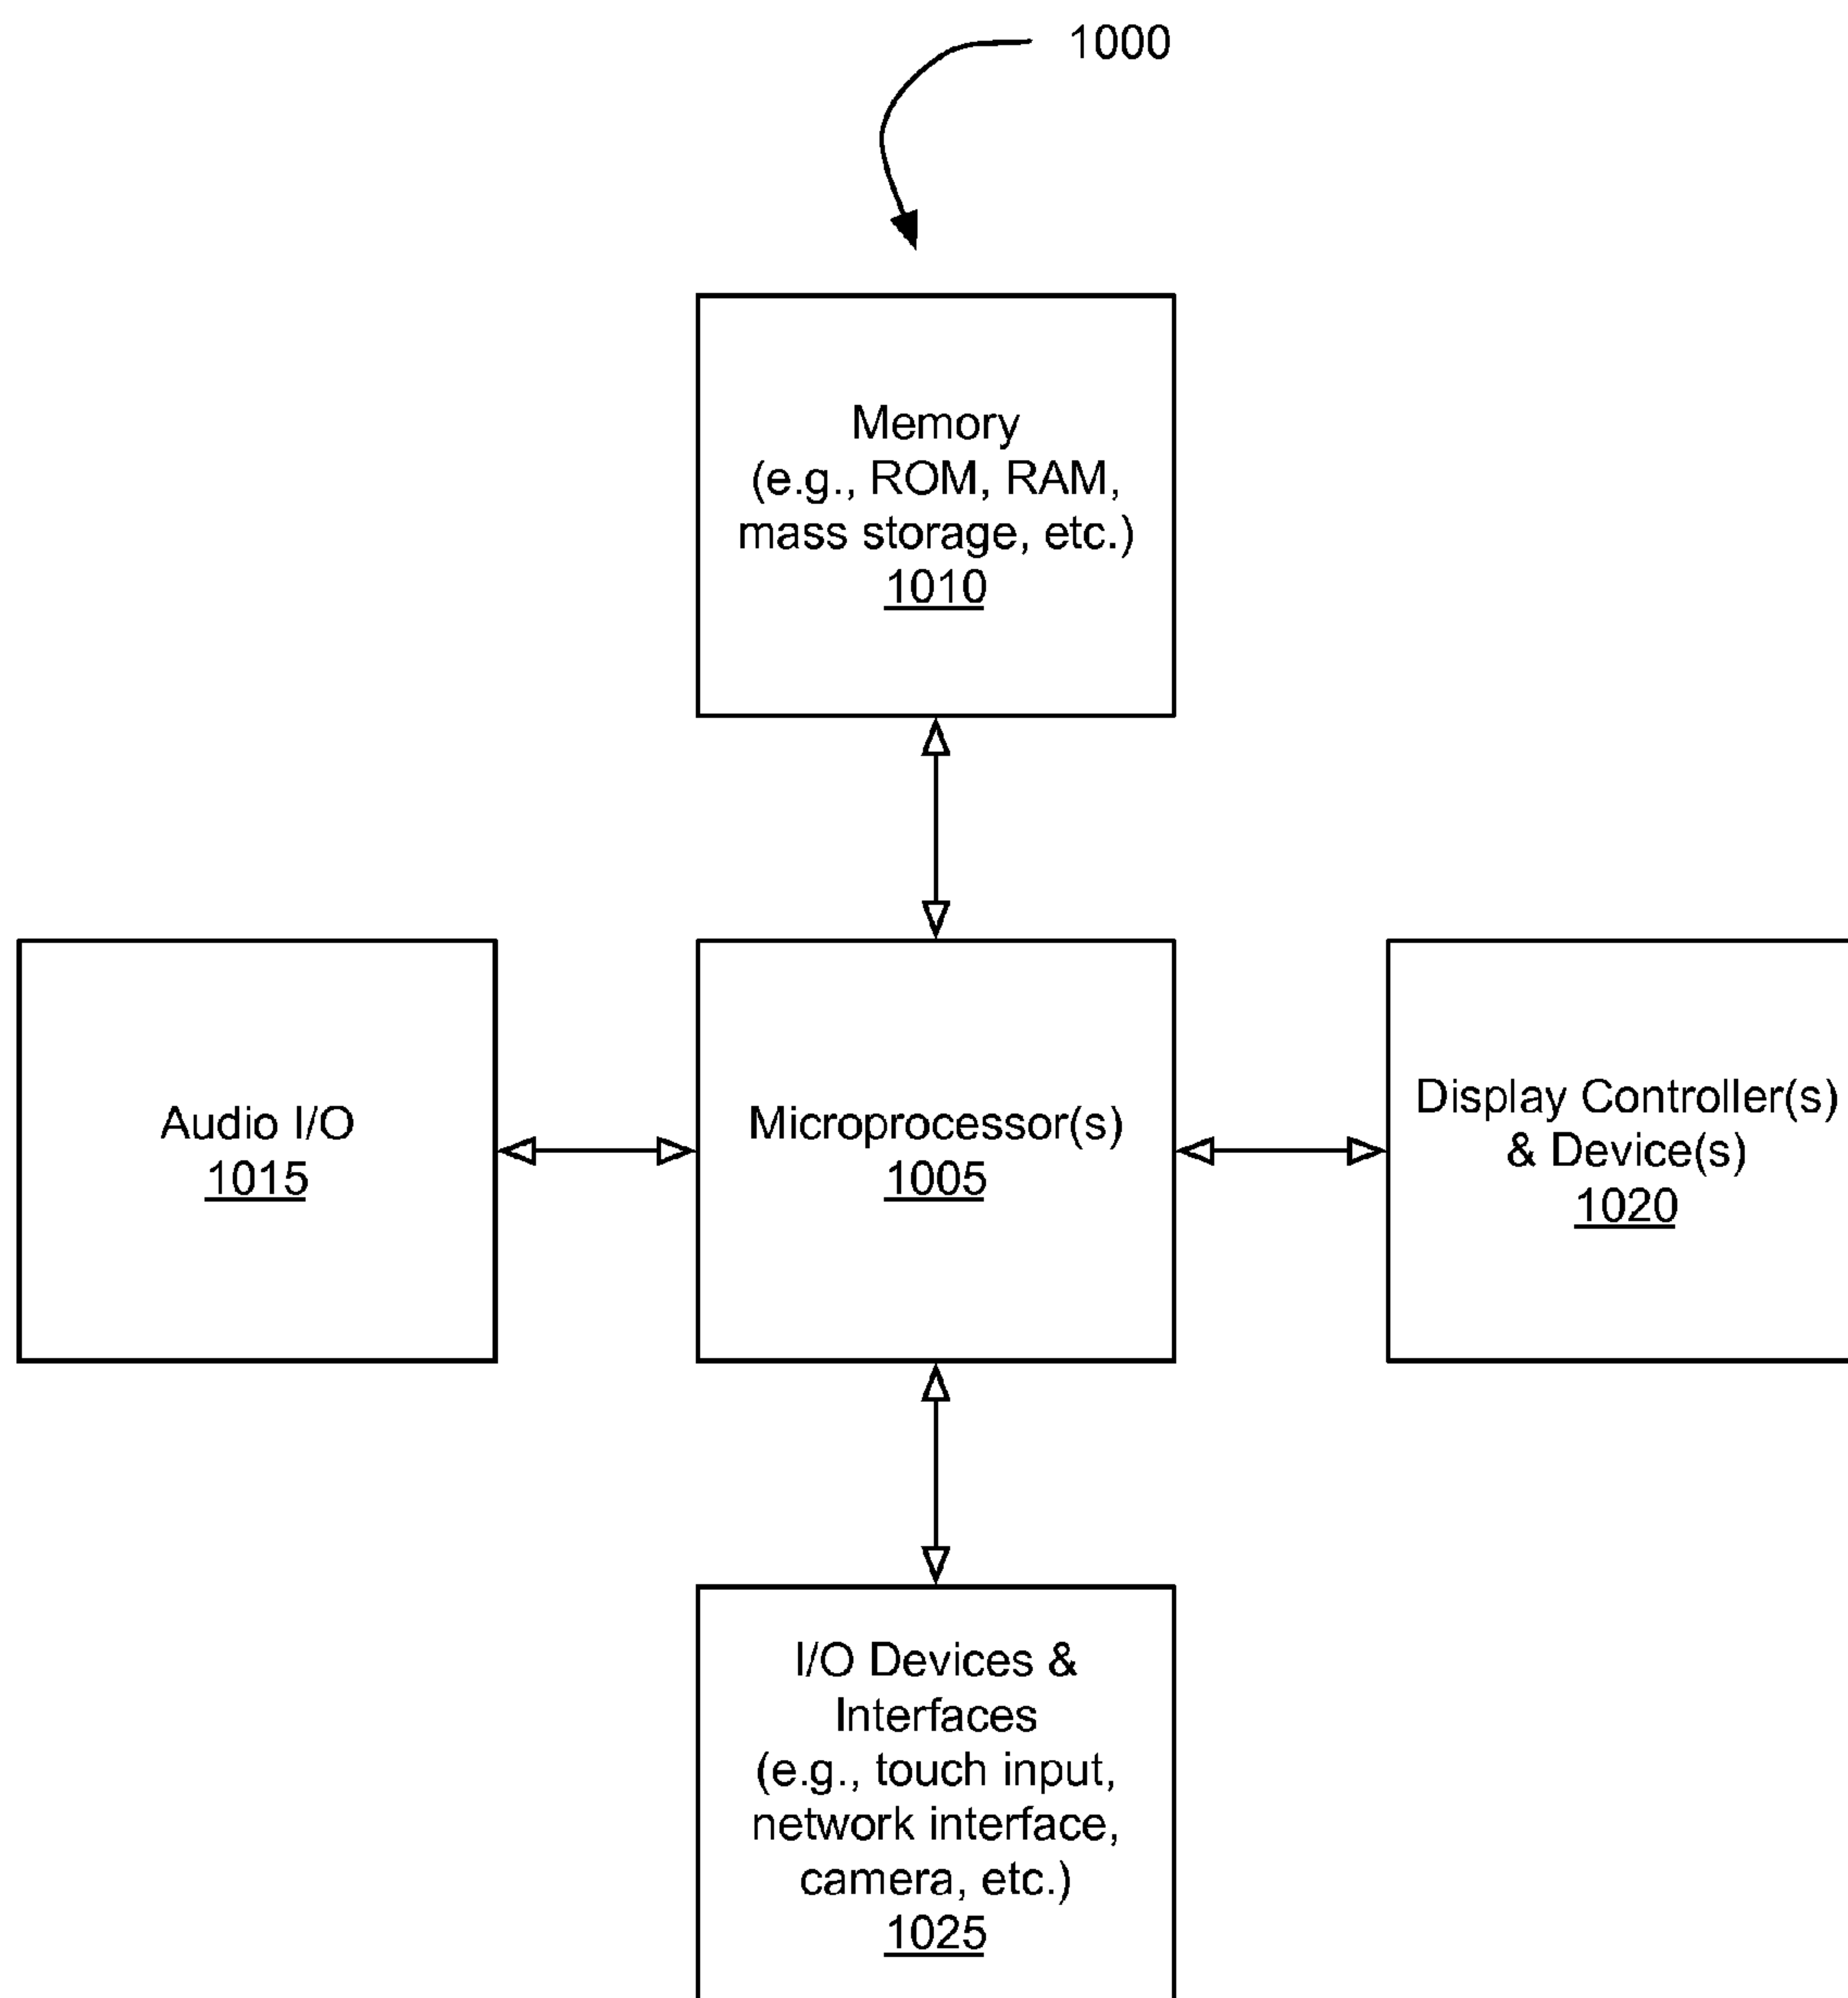 1000
Memory
(e.g., ROM, RAM,
mass storage, etc.)
1010
Audio I/O
1015
Microprocessor(s)
1005
Display Controller(s)
& Device(s)
1020
I/O Devices &
Interfaces
(e.g., touch input,
network interface,
camera, etc.)
1025